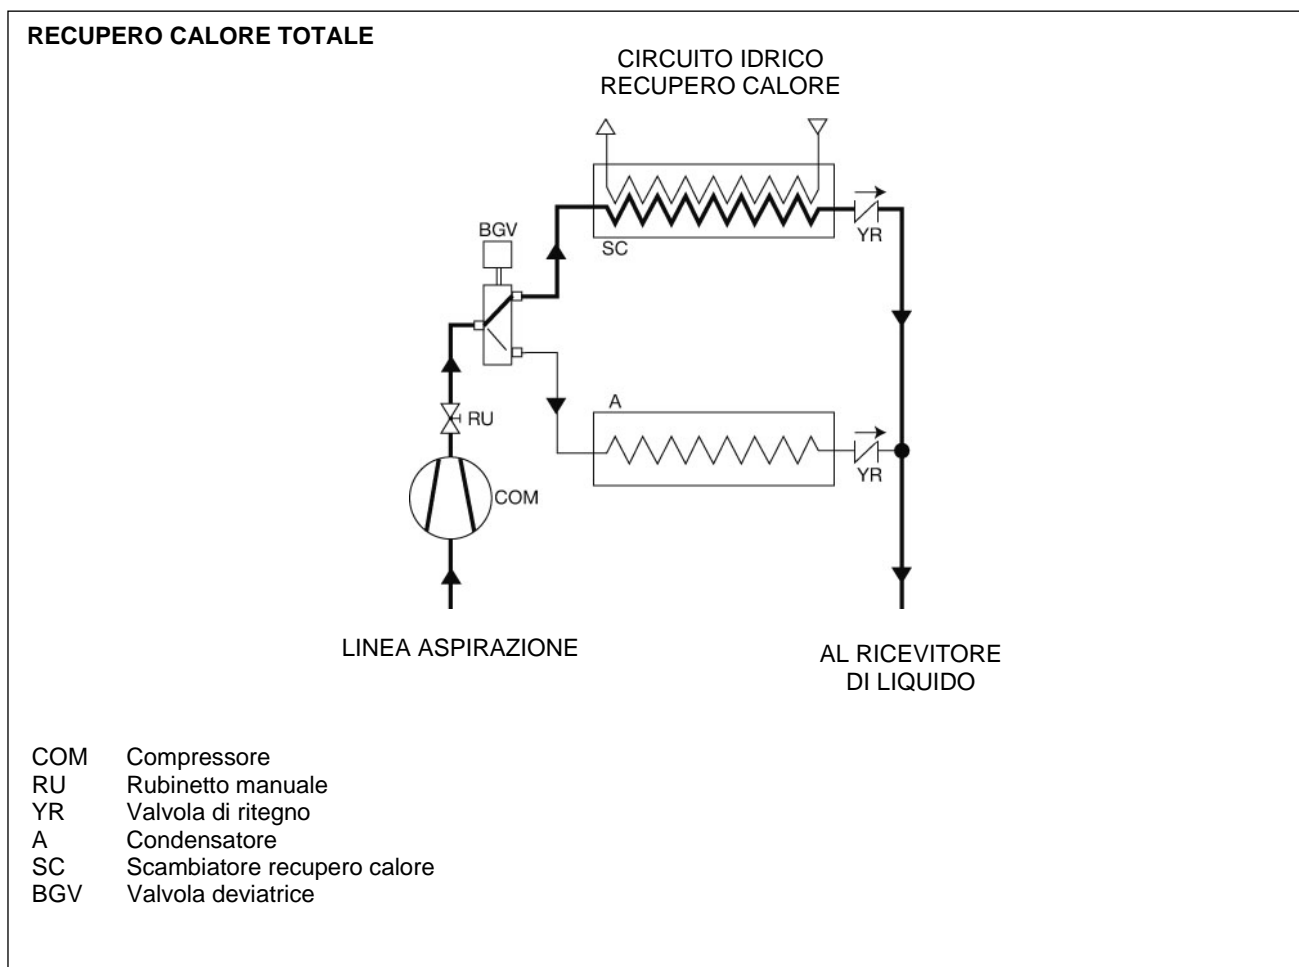 RECUPERO CALORE TOTALE
CIRCUITO IDRICO
RECUPERO CALORE
BGV
SC
YR
A
RU
YR
COM
LINEA ASPIRAZIONE
AL RICEVITORE
DI LIQUIDO
COM Compressore
RU Rubinetto manuale
YR Valvola di ritegno
A Condensatore
SC Scambiatore recupero calore
BGV Valvola deviatrice